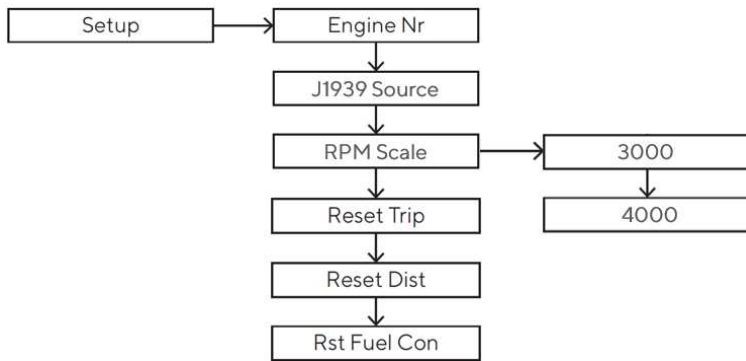 Setup
Engine Nr
J1939 Source
RPM Scale
3000
Reset Trip
4000
Reset Dist
Rst Fuel Con